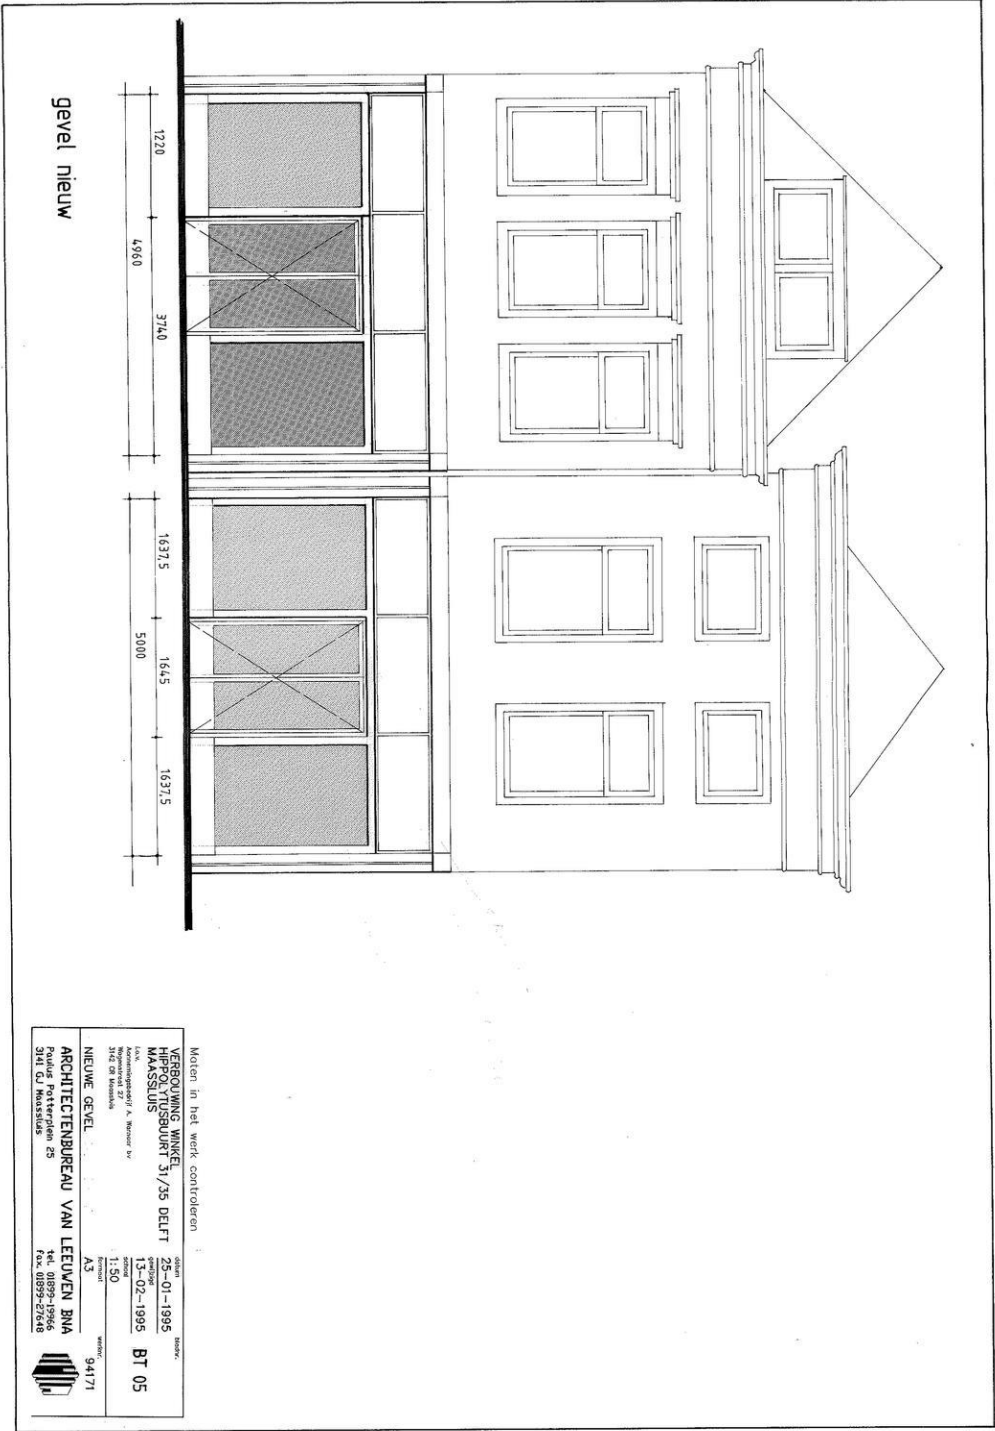 gevel nieuw
1220
3740
4960
1637,5
1645
1637,5
5000
Maten in het werk controleren
VERBOUWING WINKEL
HIPPOLYTUSBUURT 31/35 DELFT
MAASSLUIS
i.o.v.
Aannemingsbedrijf A. Warnaar bv
Wagenstraat 27
3142 CR Maassluis
datum
25-01-1995
gewijzigd
13-02-1995
schaal
1:50
bladnr.
BT 05
NIEUWE GEVEL
formaat
A3
werknr.
94171
ARCHITECTENBUREAU VAN LEEUWEN BNA
Paulus Potterplein 25
3141 GJ Maassluis
tel. 01899-19966
fax. 01899-27648